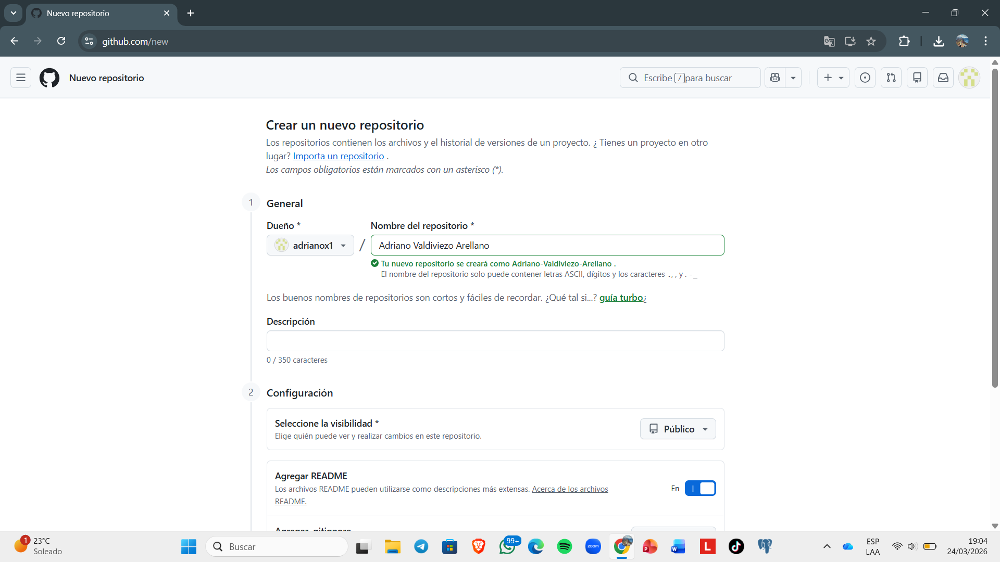 Nuevo repositorio
github.com/new
Nuevo repositorio
Escribe / para buscar
Crear un nuevo repositorio
Los repositorios contienen los archivos y el historial de versiones de un proyecto. ¿ Tienes un proyecto en otro
lugar? Importa un repositorio .
Los campos obligatorios están marcados con un asterisco (*).
1 General
Dueño * Nombre del repositorio *
adrianox1 / Adriano Valdiviezo Arellano
Tu nuevo repositorio se creará como Adriano-Valdiviezo-Arellano .
El nombre del repositorio solo puede contener letras ASCII, dígitos y los caracteres ., , y . -_
Los buenos nombres de repositorios son cortos y fáciles de recordar. ¿Qué tal si...? guía turbo¿
Descripción
0 / 350 caracteres
2 Configuración
Seleccione la visibilidad *
Elige quién puede ver y realizar cambios en este repositorio.
Público
Agregar README
Los archivos README pueden utilizarse como descripciones más extensas. Acerca de los archivos
README.
En
Agregar .gitignore
1
23°C
Soleado
Buscar
99+
zoom
P
W
L
ESP
LAA
19:04
24/03/2026